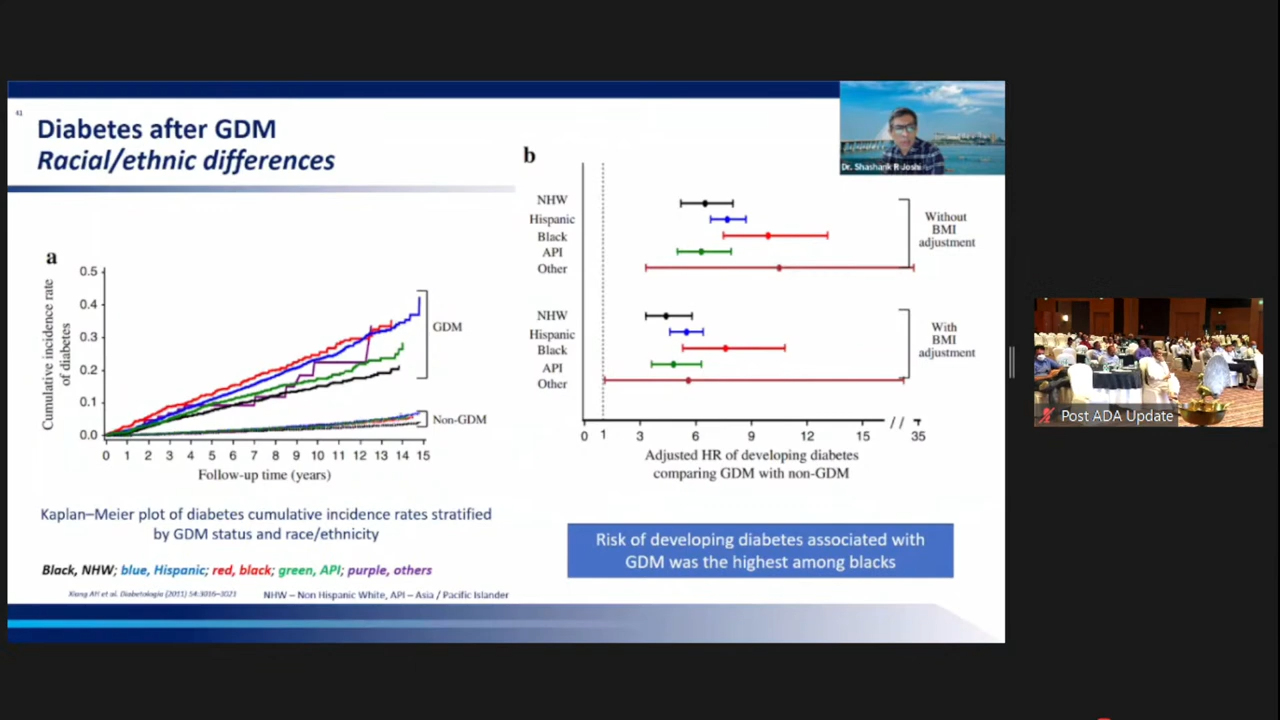 41
Diabetes after GDM
Racial/ethnic differences
Dr. Shashank R Joshi
a
Cumulative incidence rate
of diabetes
0.5
0.4
0.3
0.2
0.1
0.0
0 1 2 3 4 5 6 7 8 9 10 11 12 13 14 15
Follow-up time (years)
GDM
Non-GDM
b
NHW
Hispanic
Black
API
Other
Without
BMI
adjustment
NHW
Hispanic
Black
API
Other
With
BMI
adjustment
0 1 3 6 9 12 15 // 35
Adjusted HR of developing diabetes
comparing GDM with non-GDM
Kaplan–Meier plot of diabetes cumulative incidence rates stratified
by GDM status and race/ethnicity
Black, NHW; blue, Hispanic; red, black; green, API; purple, others
Xiang AH et al. Diabetologia (2011) 54:3016–3021
NHW – Non Hispanic White, API – Asia / Pacific Islander
Risk of developing diabetes associated with
GDM was the highest among blacks
Post ADA Update